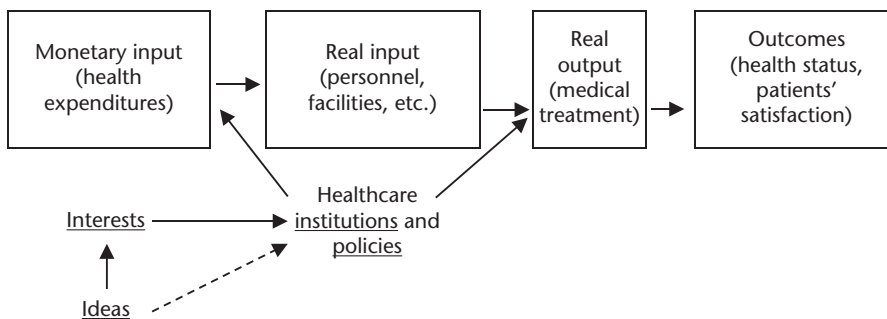 Monetary input
(health
expenditures)
Real input
(personnel,
facilities, etc.)
Real
output
(medical
treatment)
Outcomes
(health status,
patients’
satisfaction)
Healthcare
institutions and
policies
Interests
Ideas